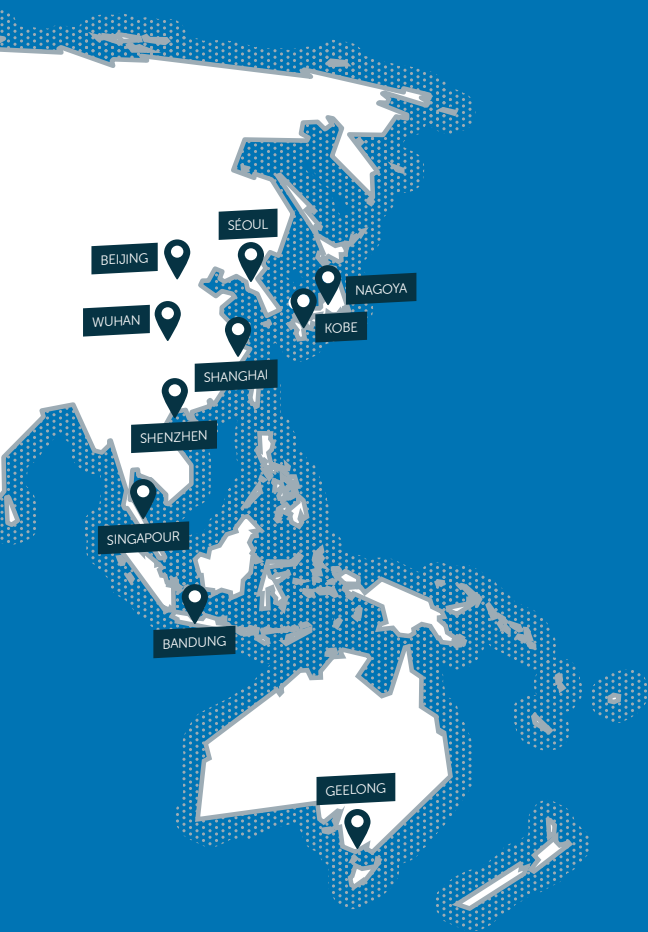 SÉOUL
BEIJING
NAGOYA
WUHAN
KOBE
SHANGHAI
SHENZHEN
SINGAPOUR
BANDUNG
GEELONG